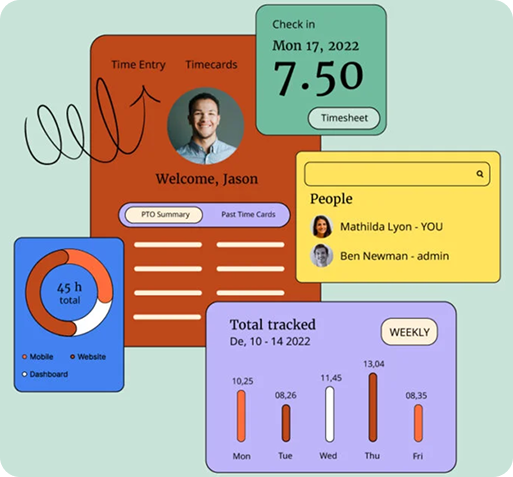 Check in
Mon 17, 2022
7.50
Timesheet
Time Entry Timecards
Welcome, Jason
PTO Summary Past Time Cards
People
Mathilda Lyon - YOU
Ben Newman - admin
45 h
total
Mobile Website
Dashboard
Total tracked
De, 10 - 14 2022
WEEKLY
10,25 08,26 11,45 13,04 08,35
Mon Tue Wed Thu Fri